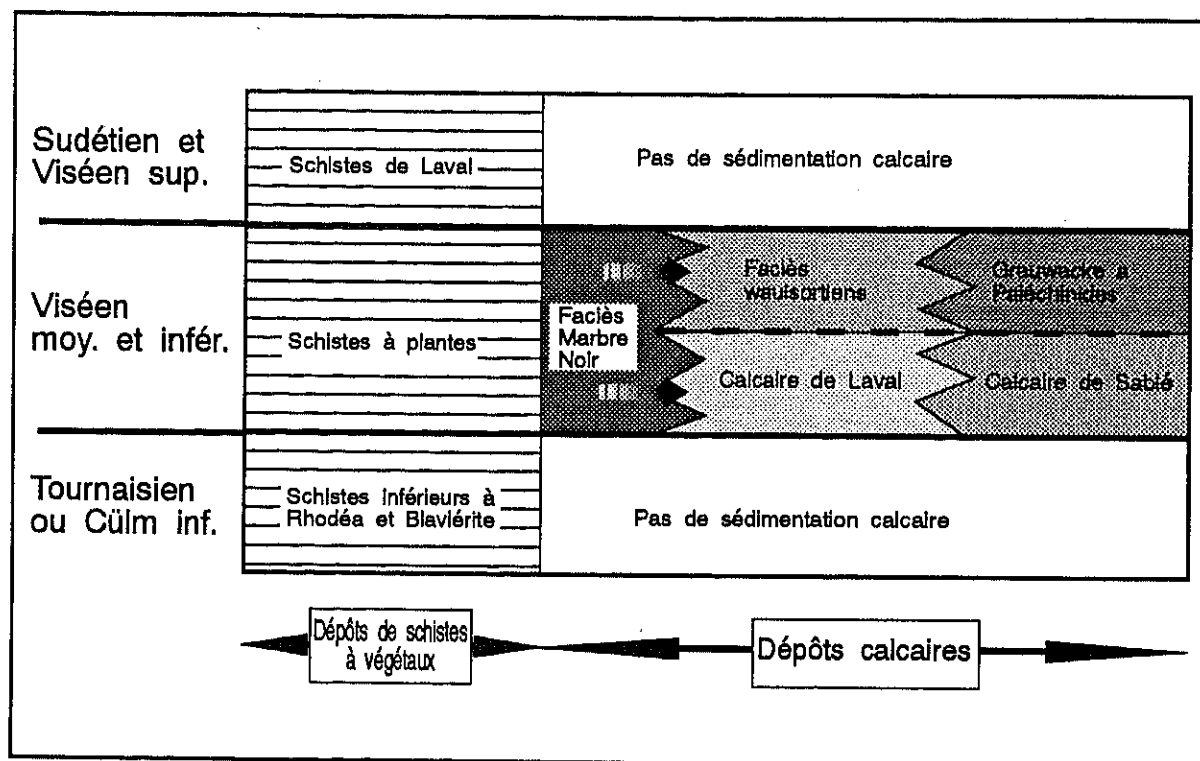 Sudétien et
Viséen sup.
Schistes de Laval
Pas de sédimentation calcaire
Viséen
moy. et infér.
Schistes à plantes
Faciès
Marbre
Noir
Faciès
waulsortiens
Grauwacke à
Paléchinides
Calcaire de Laval
Calcaire de Sablé
Tournaisien
ou Cülm inf.
Schistes inférieurs à
Rhodéa et Blaviérite
Pas de sédimentation calcaire
Dépôts de schistes
à végétaux
Dépôts calcaires